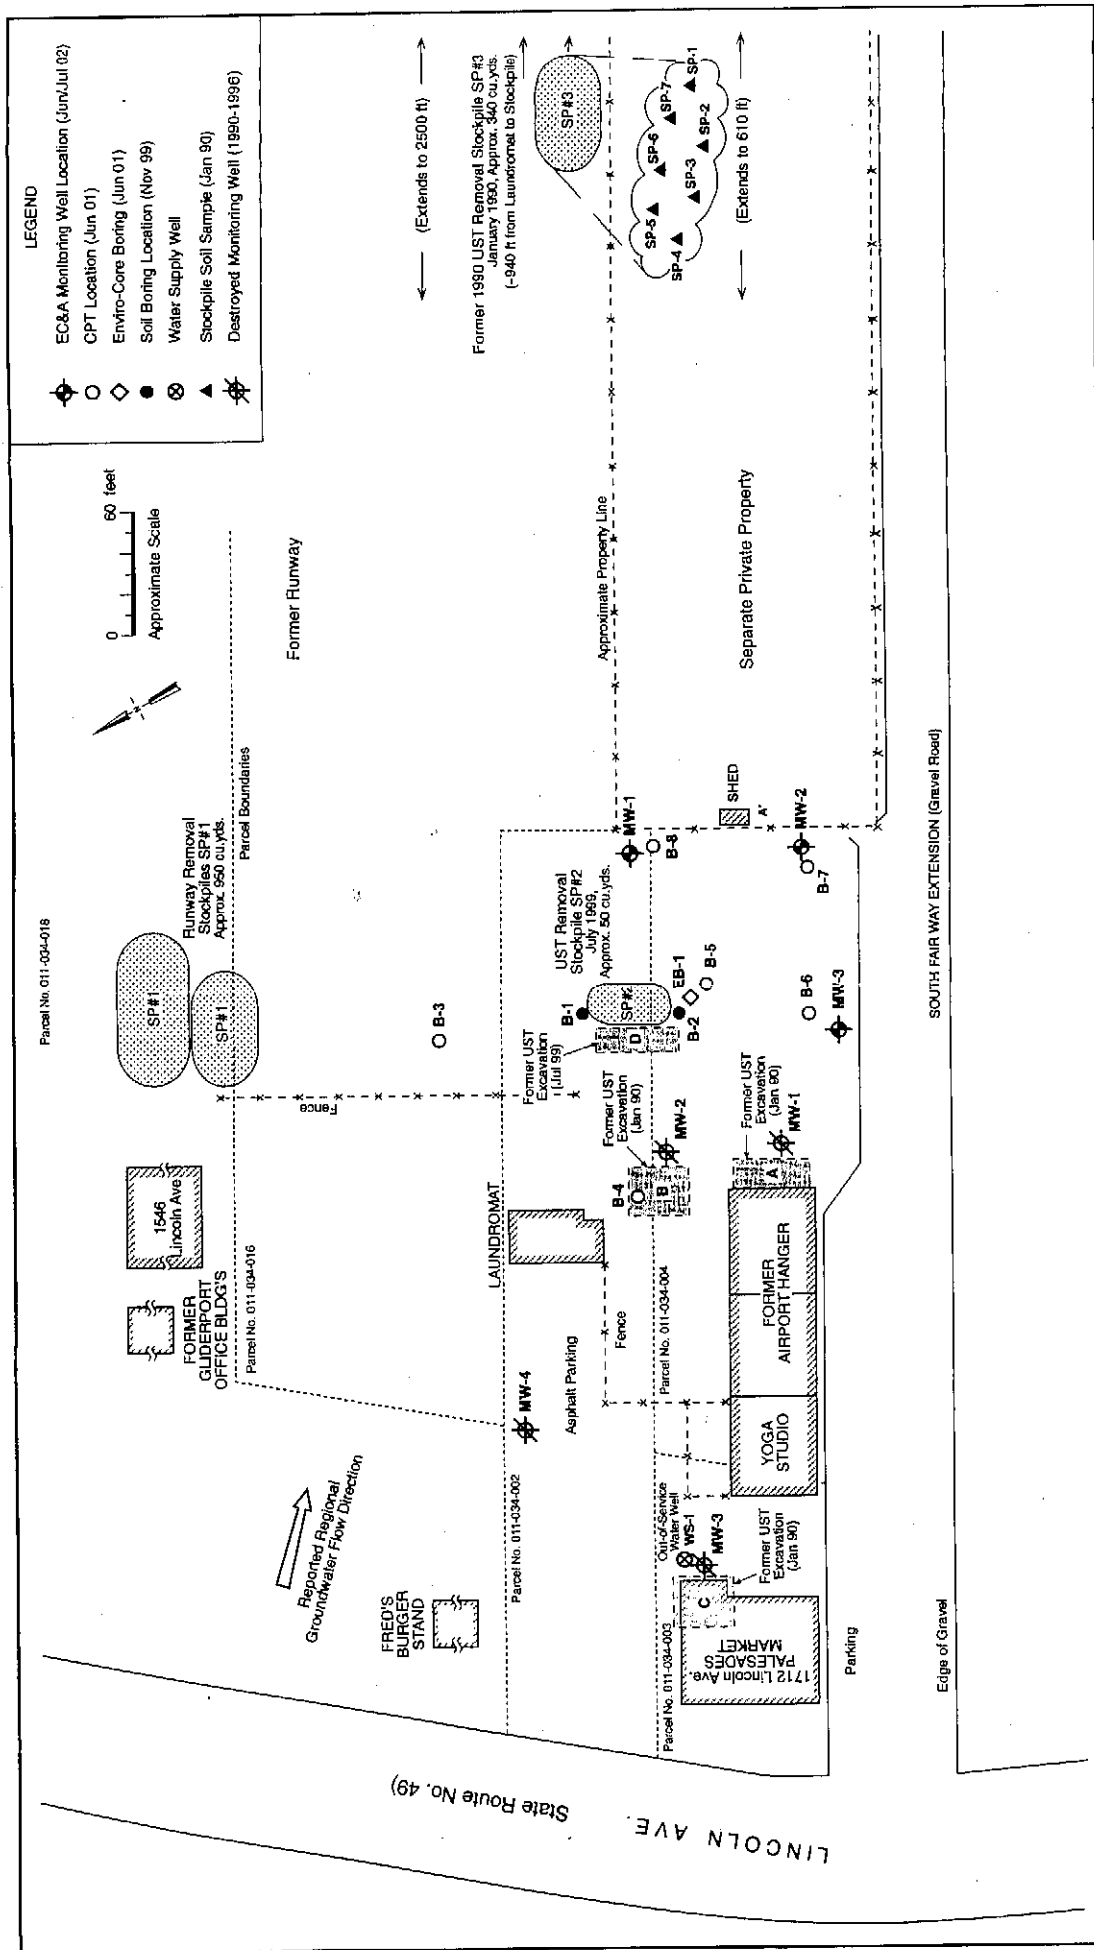 LEGEND
EC&A Monitoring Well Location (Jun/Jul 02)
CPT Location (Jun 01)
Enviro-Core Boring (Jun 01)
Soil Boring Location (Nov 99)
Water Supply Well
Stockpile Soil Sample (Jan 90)
Destroyed Monitoring Well (1990-1996)
0 60 feet
Approximate Scale
Parcel No. 011-034-018
SP#1
SP#1
Runway Removal
Stockpiles SP#1
Approx. 950 cu.yds.
Parcel Boundaries
Former Runway
(Extends to 2500 ft)
Former 1990 UST Removal Stockpile SP#3
January 1990, Approx. 340 cu.yds.
(~940 ft from Laundromat to Stockpile)
SP#3
SP-1
SP-7
SP-2
SP-6
SP-3
SP-5
SP-4
(Extends to 610 ft)
Approximate Property Line
Separate Private Property
1546
Lincoln Ave
FORMER
GLIDERPORT
OFFICE BLDG'S
Parcel No. 011-034-016
Fence
B-3
UST Removal
Stockpile SP#2
July 1999,
Approx. 50 cu.yds.
SP#2
B-1
B-2
EB-1
B-5
MW-1
B-8
SHED
A'
MW-2
B-7
B-6
MW-3
Former UST
Excavation
(Jul 99)
D
Former UST
Excavation
(Jan 90)
MW-2
B-4
B
Former UST
Excavation
(Jan 90)
MW-1
A
LAUNDROMAT
Parcel No. 011-034-004
Fence
Asphalt Parking
MW-4
FORMER
AIRPORT HANGER
YOGA
STUDIO
Reported Regional
Groundwater Flow Direction
FRED'S
BURGER
STAND
Parcel No. 011-034-002
Out-of-Service
Water Well
WS-1
MW-3
Former UST
Excavation
(Jan 90)
C
Parcel No. 011-034-003
1712 Lincoln Ave.
PALESADES
MARKET
Parking
Edge of Gravel
SOUTH FAIR WAY EXTENSION (Gravel Road)
State Route No. 49)
LINCOLN AVE.